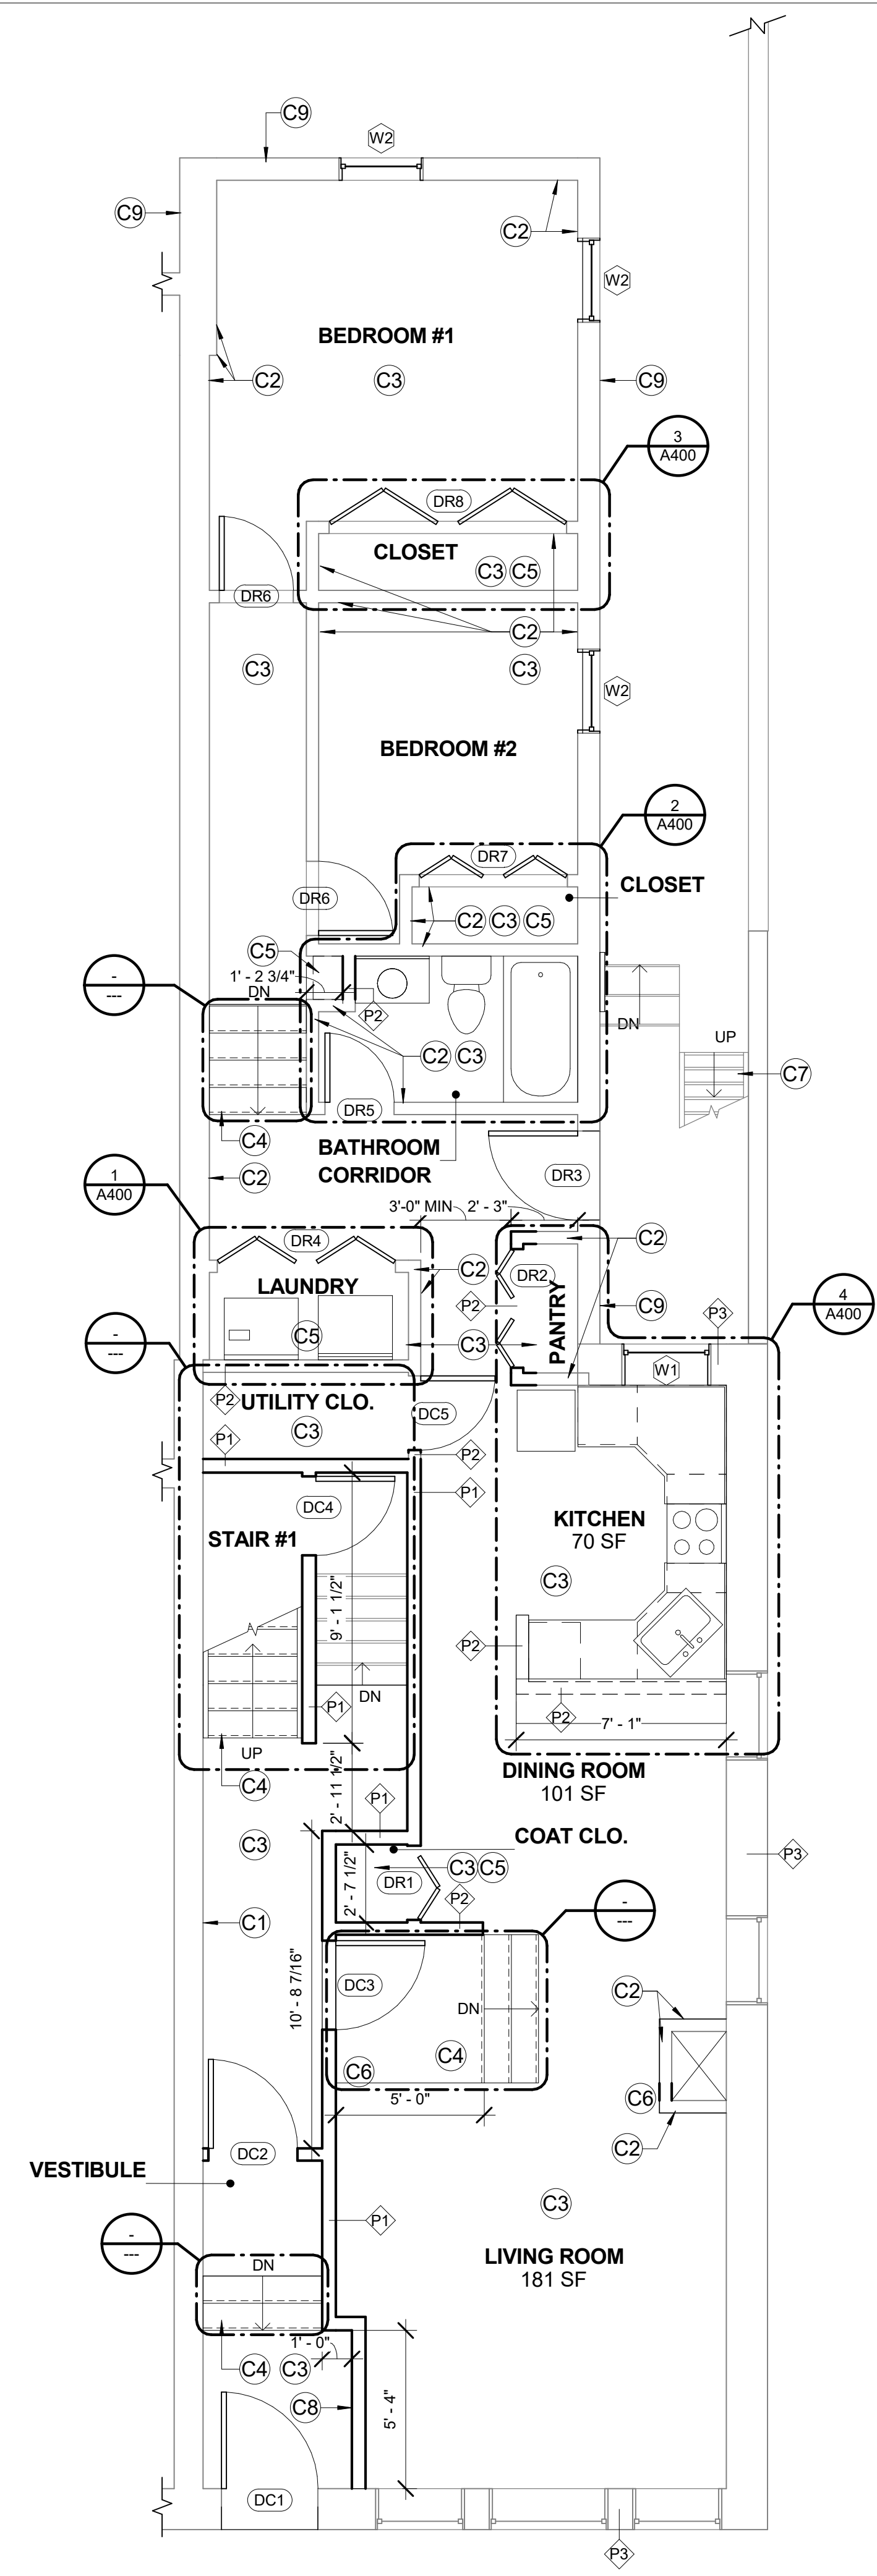 C9
W2
C9
C2
W2
BEDROOM #1
C2
C3
C9
3
A400
DR8
CLOSET
C3
C5
DR6
C2
C3
C3
W2
BEDROOM #2
2
A400
DR7
CLOSET
DR6
C2
C3
C5
C5
-
---
1' - 2 3/4"
DN
P2
DN
UP
C2
C3
C7
DR5
C4
BATHROOM
CORRIDOR
C2
DR3
1
A400
3'-0" MIN
2' - 3"
DR4
C2
C2
DR2
LAUNDRY
P2
C9
4
A400
PANTRY
P3
-
---
C5
C3
W1
P2
UTILITY CLO.
DC5
C3
P1
P2
P1
DC4
KITCHEN
70 SF
STAIR #1
C3
9' - 1 1/2"
P2
DN
P1
P2
7' - 1"
UP
DINING ROOM
101 SF
C4
2' - 11 1/2"
P1
COAT CLO.
C3
P3
C3
C5
DR1
2' - 7 1/2"
P2
C1
-
---
10' - 8 7/16"
DC3
DN
C2
C4
C6
C6
5' - 0"
C2
DC2
VESTIBULE
C3
P1
-
---
LIVING ROOM
181 SF
DN
1' - 0"
C4
C3
C8
5' - 4"
DC1
P3